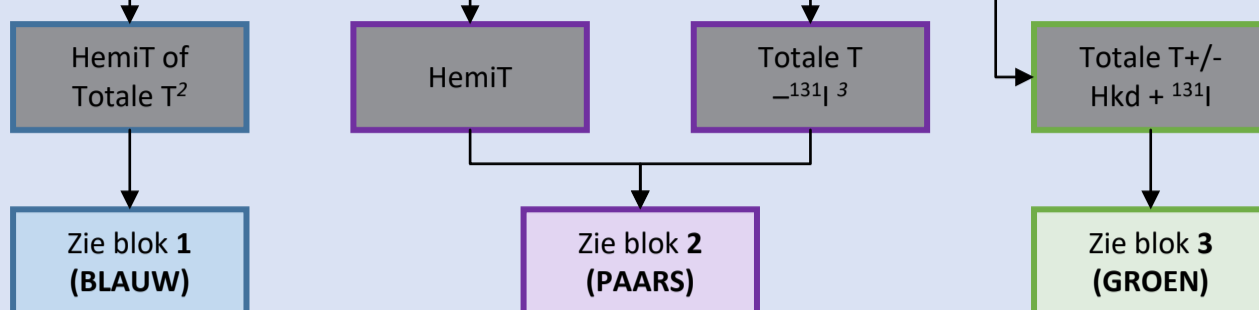 HemiT of
Totale T²
HemiT
Totale T
–¹³¹I ³
Totale T+/-
Hkd + ¹³¹I
Zie blok 1
(BLAUW)
Zie blok 2
(PAARS)
Zie blok 3
(GROEN)